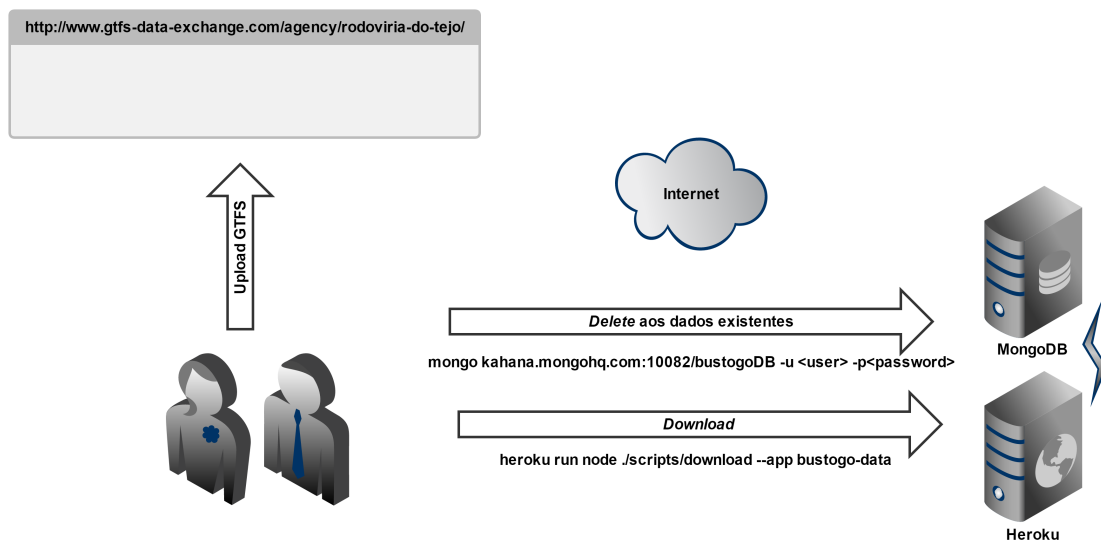 http://www.gtfs-data-exchange.com/agency/rodoviria-do-tejo/
Upload GTFS
Internet
Delete aos dados existentes
mongo kahana.mongohq.com:10082/bustogoDB -u <user> -p<password>
MongoDB
Download
heroku run node ./scripts/download --app bustogo-data
Heroku